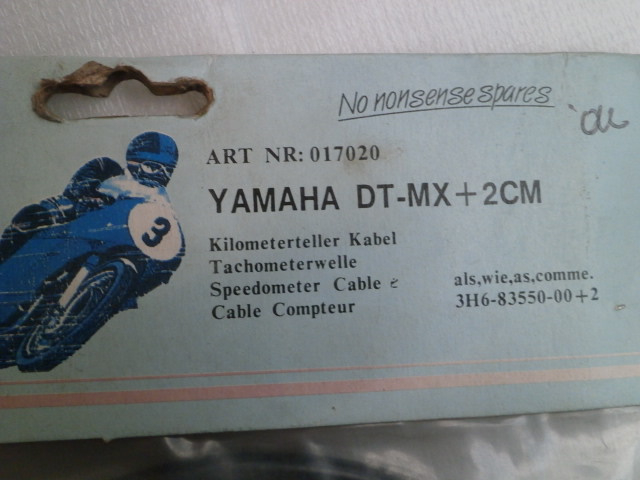 No nonsense spares
ART NR: 017020
YAMAHA DT-MX+2CM
Kilometerteller Kabel
Tachometerwelle
Speedometer Cable
Cable Compteur
als,wie,as,comme.
3H6-83550-00+2
3